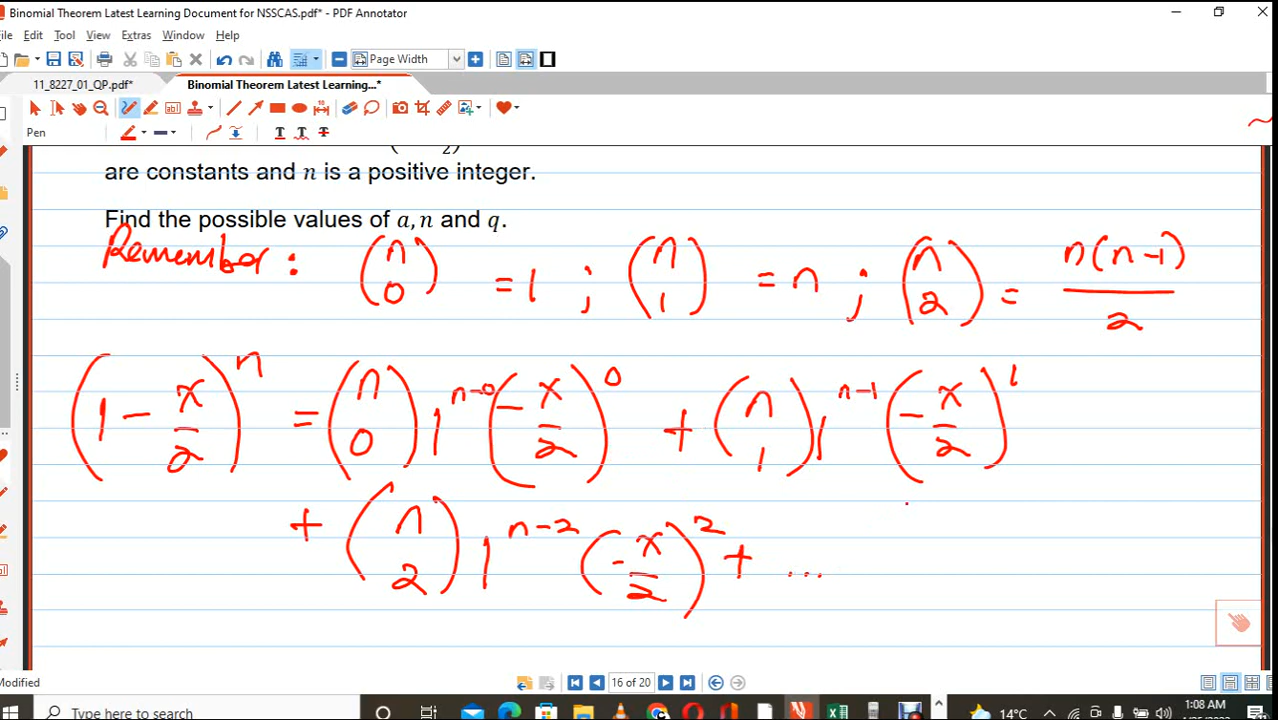 Binomial Theorem Latest Learning Document for NSSCAS.pdf* - PDF Annotator
ile Edit Tool View Extras Window Help
Page Width
11_8227_01_QP.pdf* Binomial Theorem Latest Learning...*
Pen
are constants and n is a positive integer.
Find the possible values of a, n and q.
Remember: (n 0) = 1 ; (n 1) = n ; (n 2) = n(n-1)/2
(1 - x/2)^n = (n 0) 1^(n-0) (-x/2)^0 + (n 1) 1^(n-1) (-x/2)^1
+ (n 2) 1^(n-2) (-x/2)^2 + ...
Modified 16 of 20
Type here to search 14°C 1:08 AM